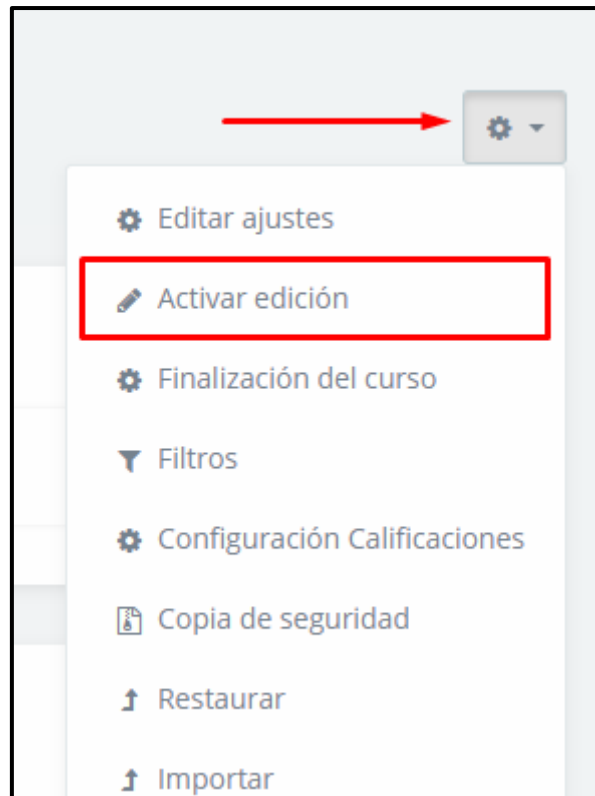 Editar ajustes
Activar edición
Finalización del curso
Filtros
Configuración Calificaciones
Copia de seguridad
Restaurar
Importar